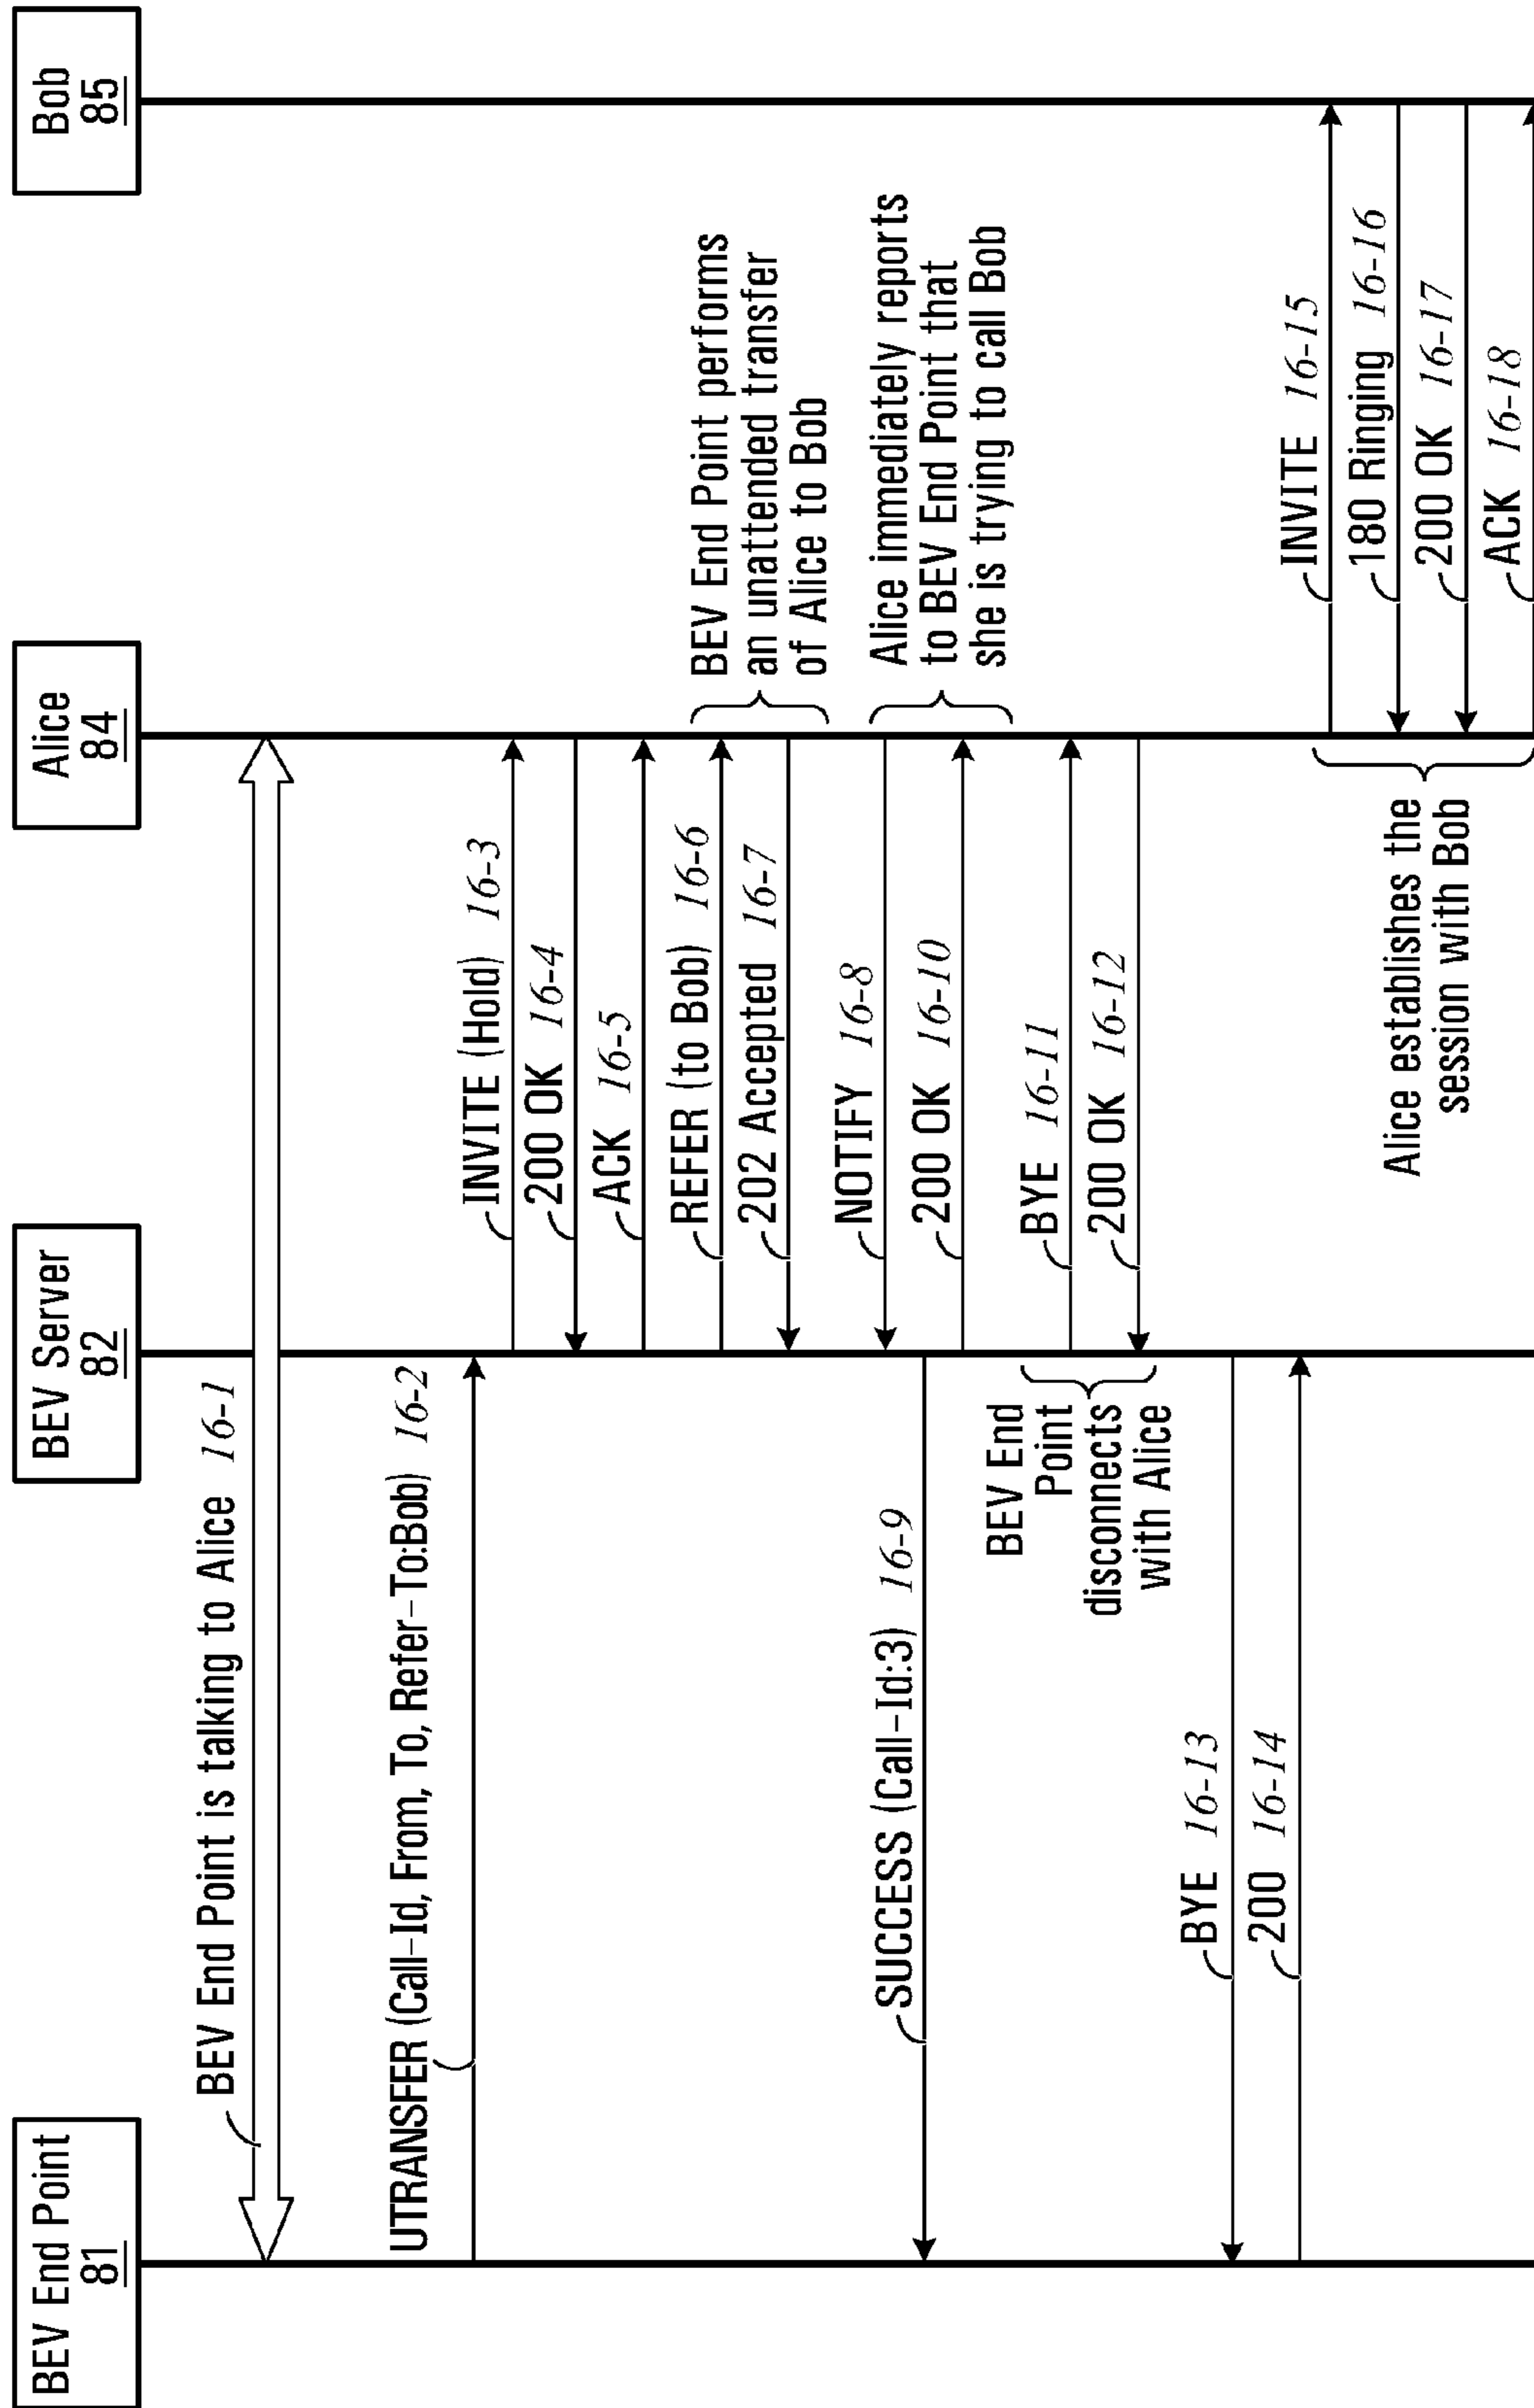 BEV End Point
81
BEV Server
82
Alice
84
Bob
85
BEV End Point is talking to Alice 16-1
UTRANSFER (Call-Id, From, To, Refer-To:Bob) 16-2
INVITE (Hold) 16-3
200 OK 16-4
ACK 16-5
REFER (to Bob) 16-6
202 Accepted 16-7
BEV End Point performs
an unattended transfer
of Alice to Bob
NOTIFY 16-8
SUCCESS (Call-Id:3) 16-9
200 OK 16-10
Alice immediately reports
to BEV End Point that
she is trying to call Bob
BYE 16-11
200 OK 16-12
BEV End
Point
disconnects
with Alice
BYE 16-13
200 16-14
INVITE 16-15
180 Ringing 16-16
200 OK 16-17
ACK 16-18
Alice establishes the
session with Bob